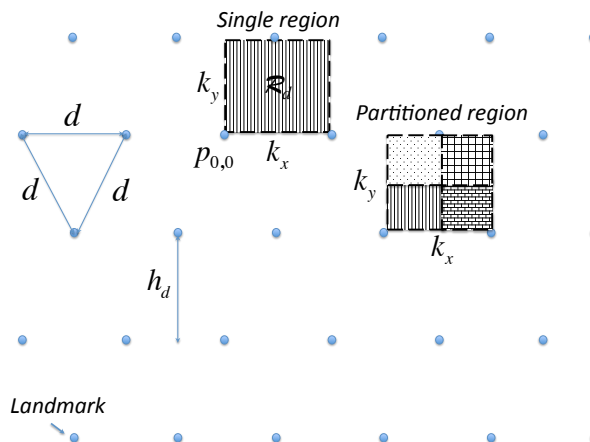 Single region
k_y
𝓡_d
Partitioned region
d
p_{0,0}
k_x
d
d
k_y
k_x
h_d
Landmark